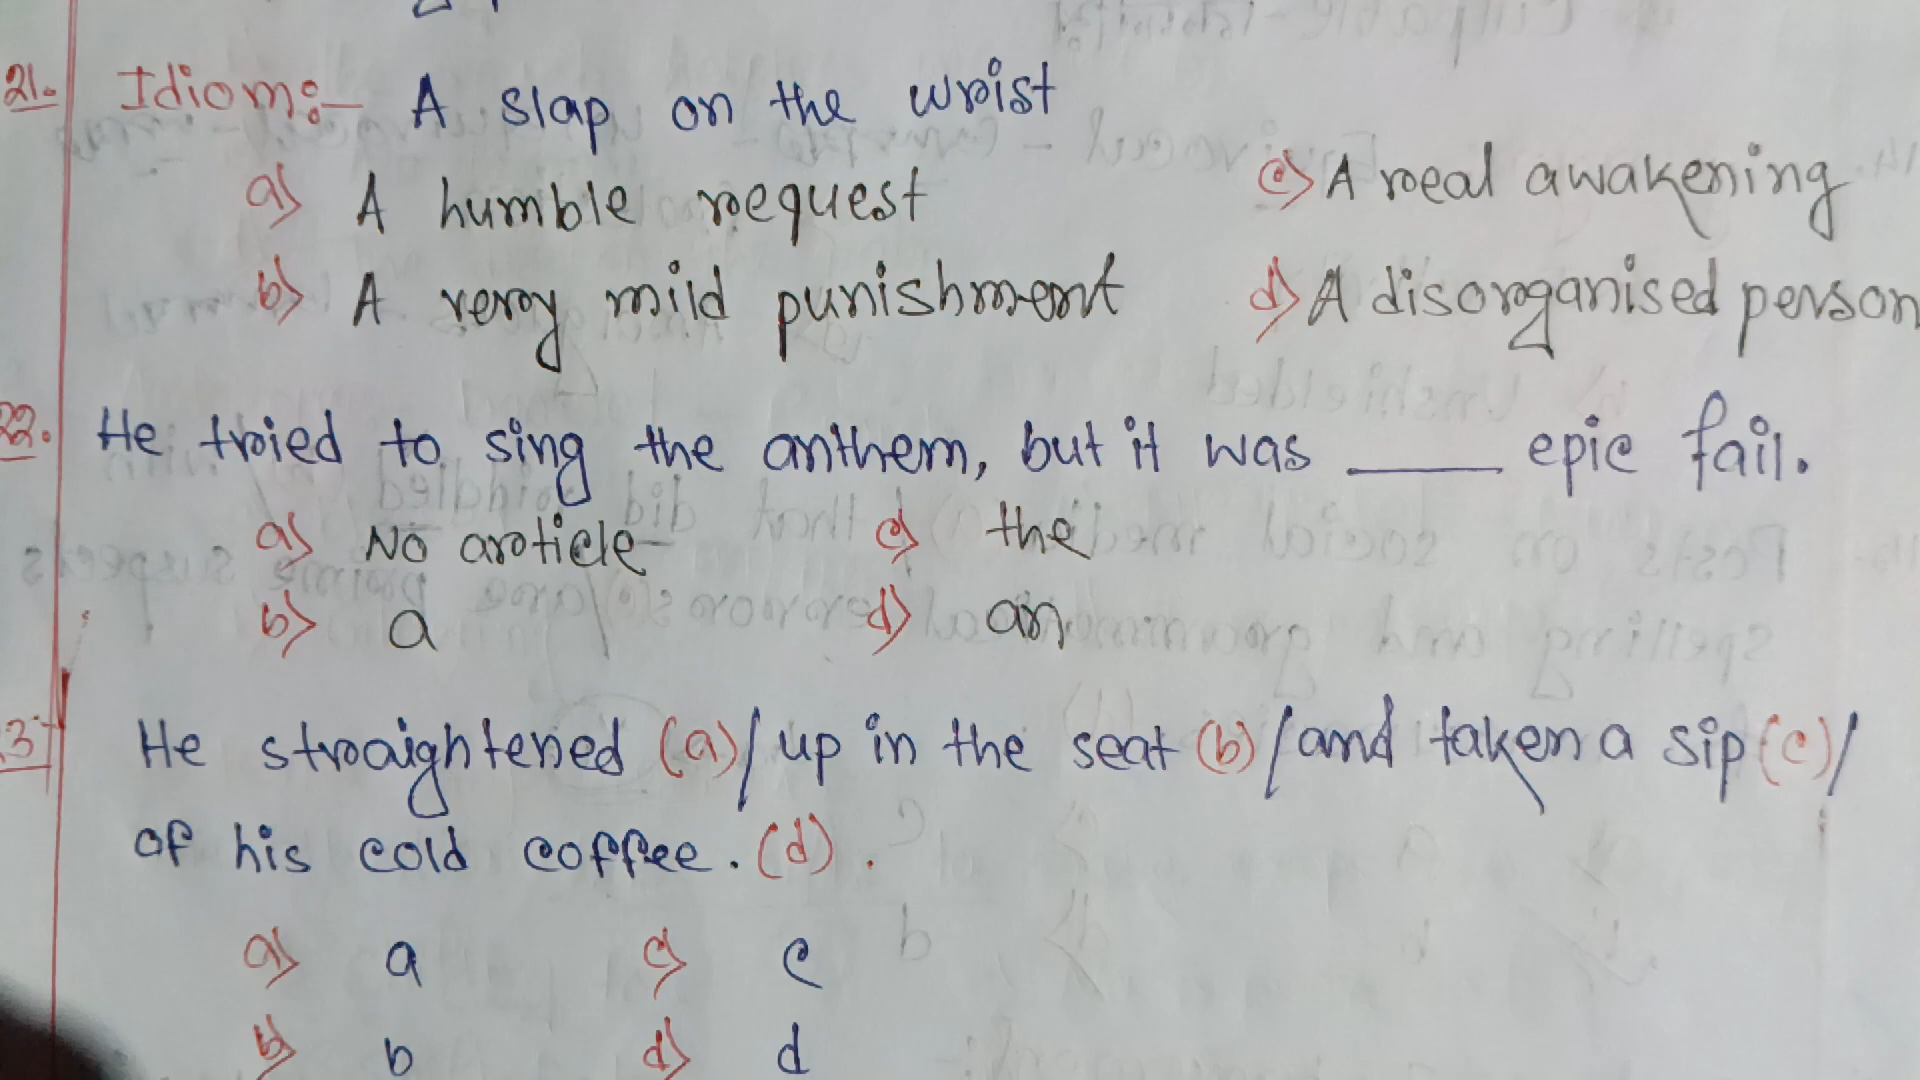 21. Idiom:- A slap on the wrist
a) A humble request
c) A real awakening
b) A very mild punishment
d) A disorganised person
22. He tried to sing the anthem, but it was ____ epic fail.
a) No article
c) the
b) a
d) an
3 He straightened (a)/ up in the seat (b)/ and taken a sip (c)/
of his cold coffee. (d).
a) a
c) c
b) b
d) d